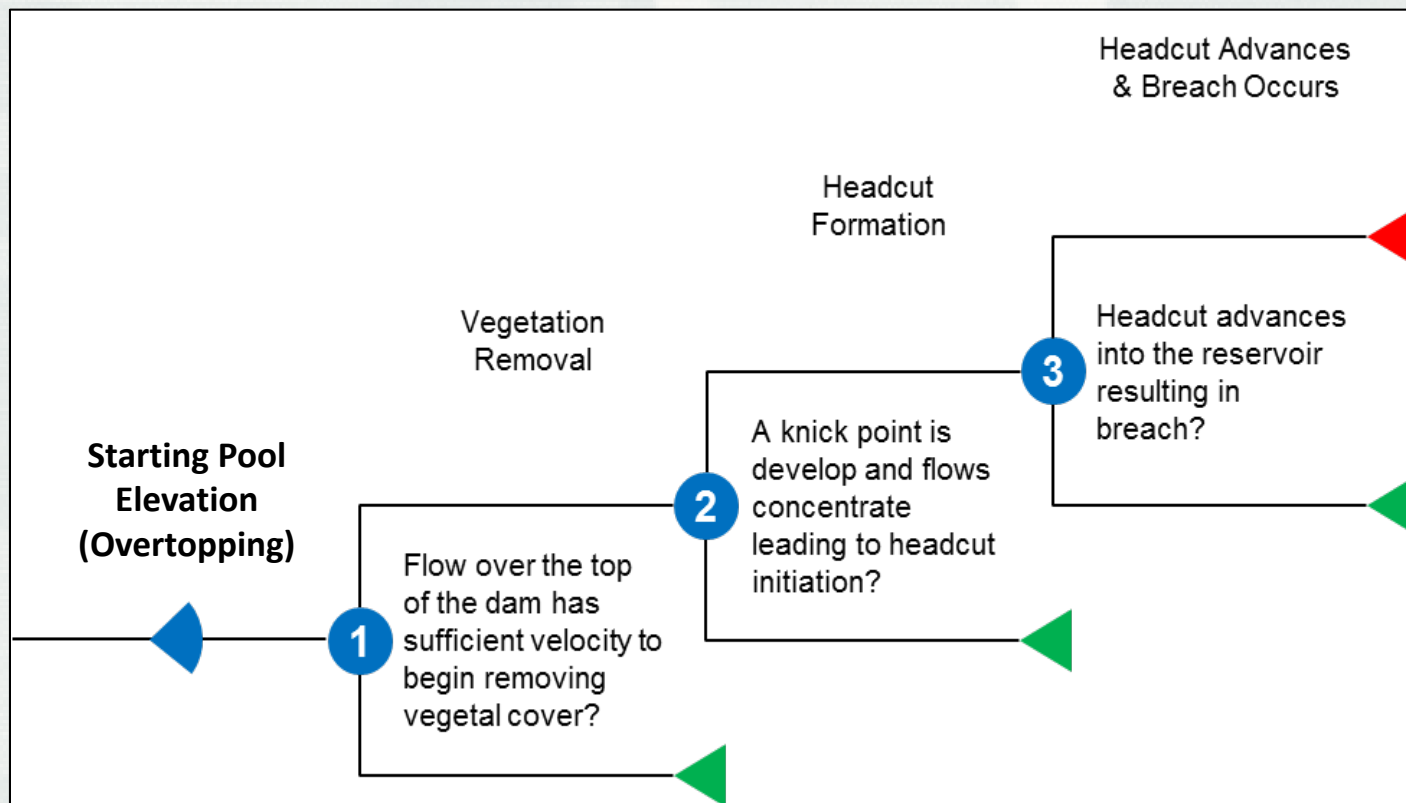 Headcut Advances
& Breach Occurs
Headcut
Formation
Vegetation
Removal
Headcut advances
into the reservoir
resulting in
breach?
3
A knick point is
develop and flows
concentrate
leading to headcut
initiation?
2
Starting Pool
Elevation
(Overtopping)
Flow over the top
of the dam has
sufficient velocity to
begin removing
vegetal cover?
1